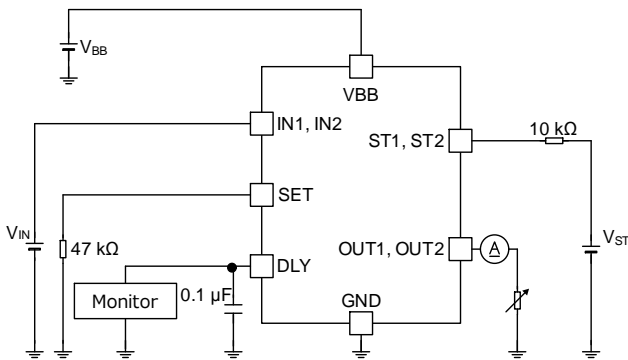 VBB
VBB
IN1, IN2
ST1, ST2
10 kΩ
SET
VIN
47 kΩ
OUT1, OUT2
A
VST
DLY
Monitor
0.1 µF
GND